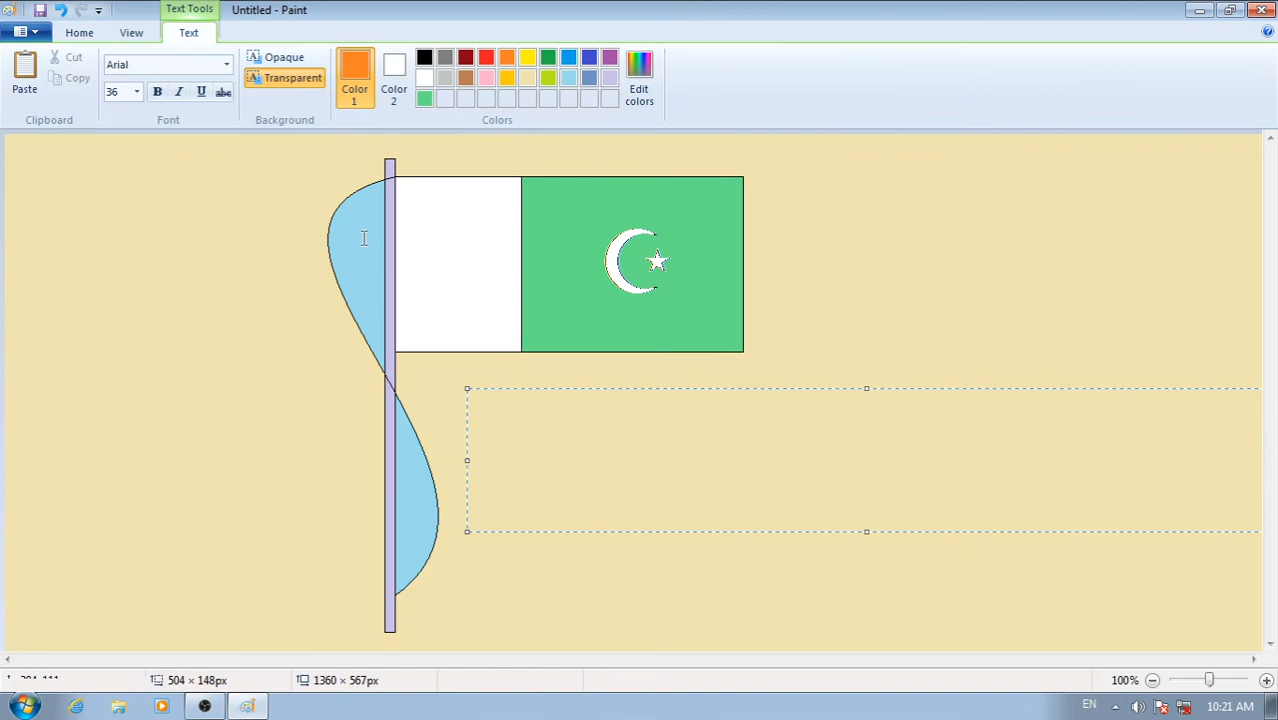 Text Tools
Untitled - Paint
Home
View
Text
Paste
Cut
Copy
Clipboard
Arial
36
B I U abc
Font
Opaque
Transparent
Background
Color 1
Color 2
Edit colors
Colors
504 × 148px
1360 × 567px
100%
EN
10:21 AM